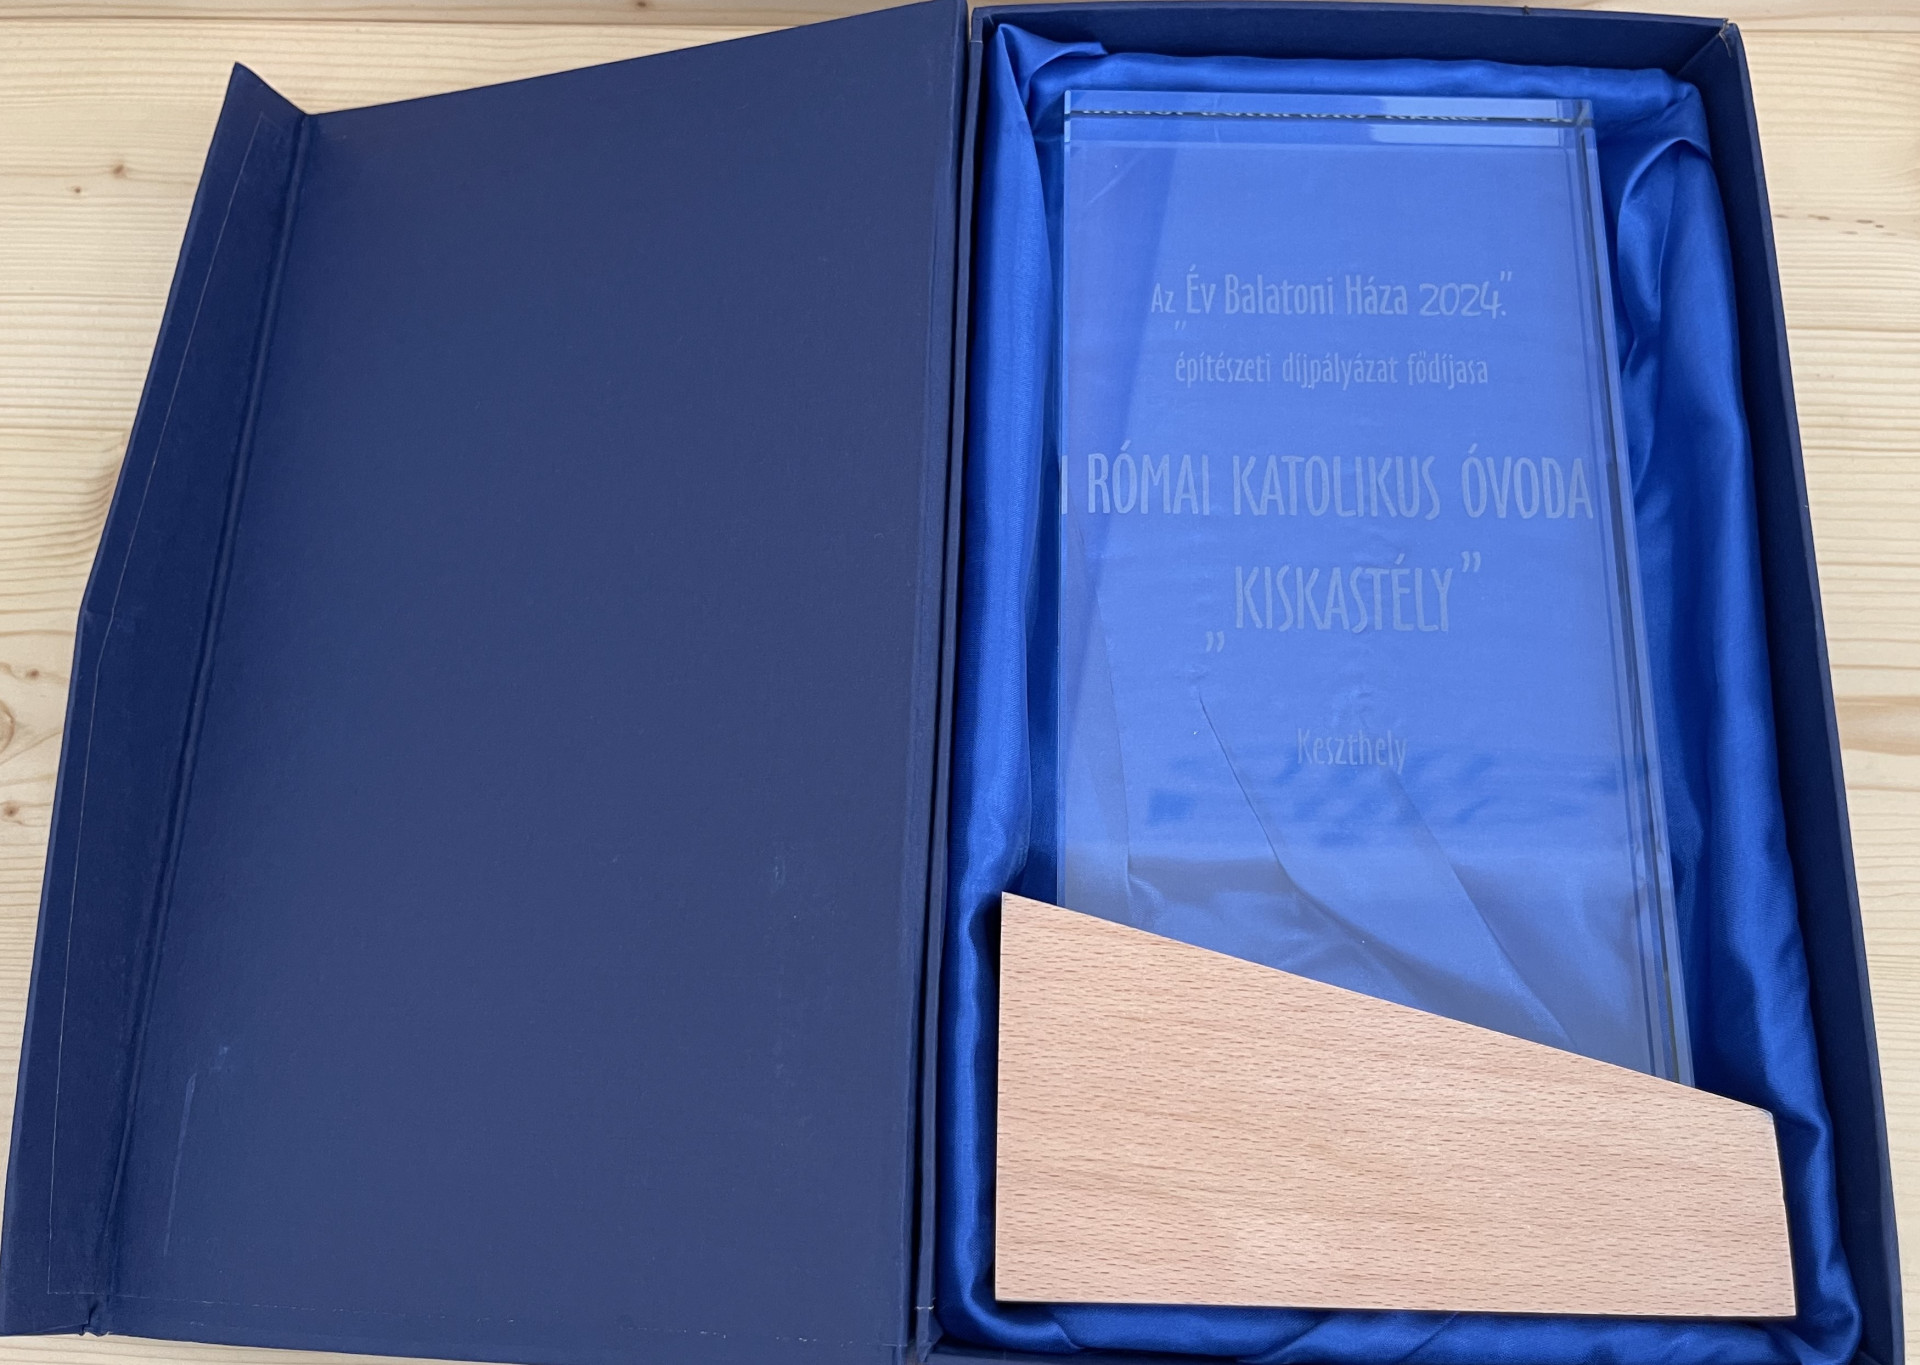 Az „Év Balatoni Háza 2024.”
építészeti díjpályázat fődíjasa
RÓMAI KATOLIKUS ÓVODA
„KISKASTÉLY”
Keszthely